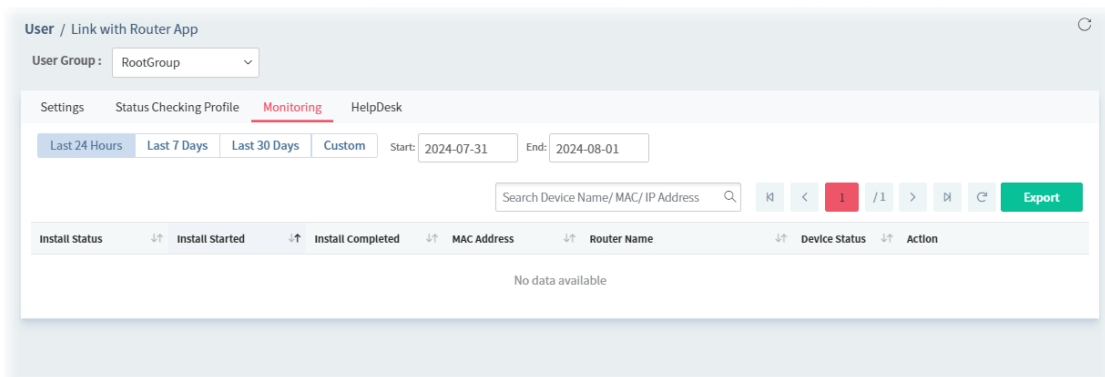 User / Link with Router App
User Group : RootGroup
Settings Status Checking Profile Monitoring HelpDesk
Last 24 Hours Last 7 Days Last 30 Days Custom Start: 2024-07-31 End: 2024-08-01
Search Device Name/ MAC/ IP Address 1 / 1 Export
Install Status Install Started Install Completed MAC Address Router Name Device Status Action
No data available